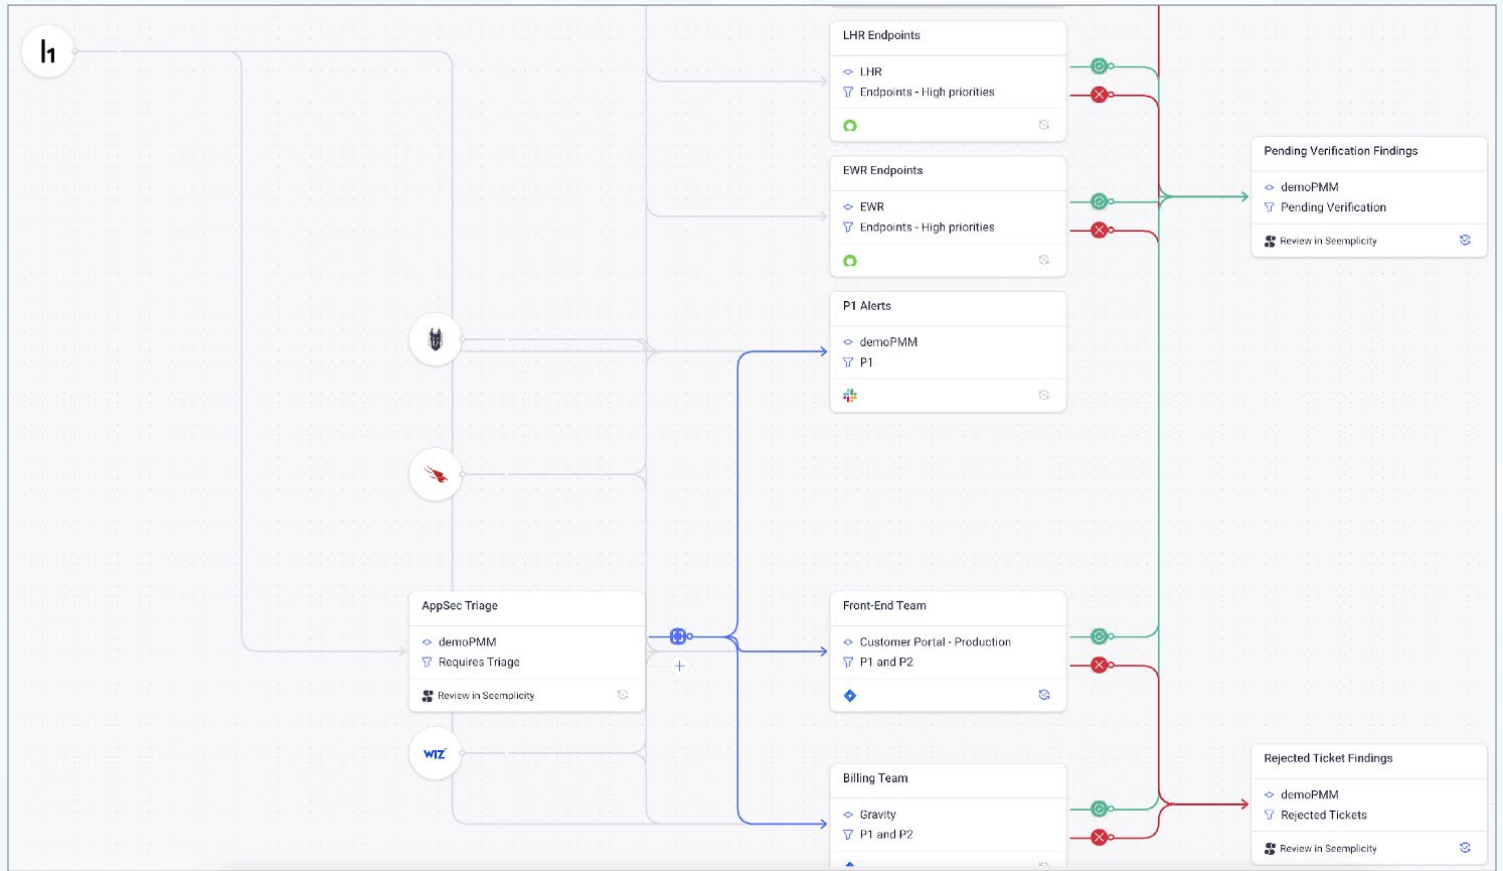 h1
LHR Endpoints
LHR
Endpoints - High priorities
EWR Endpoints
EWR
Endpoints - High priorities
P1 Alerts
demoPMM
P1
Pending Verification Findings
demoPMM
Pending Verification
Review in Seemplicity
AppSec Triage
demoPMM
Requires Triage
Review in Seemplicity
WIZ
Front-End Team
Customer Portal - Production
P1 and P2
Billing Team
Gravity
P1 and P2
Rejected Ticket Findings
demoPMM
Rejected Tickets
Review in Seemplicity